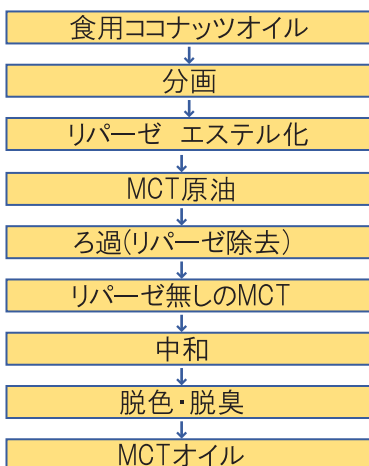 食用ココナッツオイル
分画
リパーゼ　エステル化
MCT原油
ろ過(リパーゼ除去)
リパーゼ無しのMCT
中和
脱色・脱臭
MCTオイル